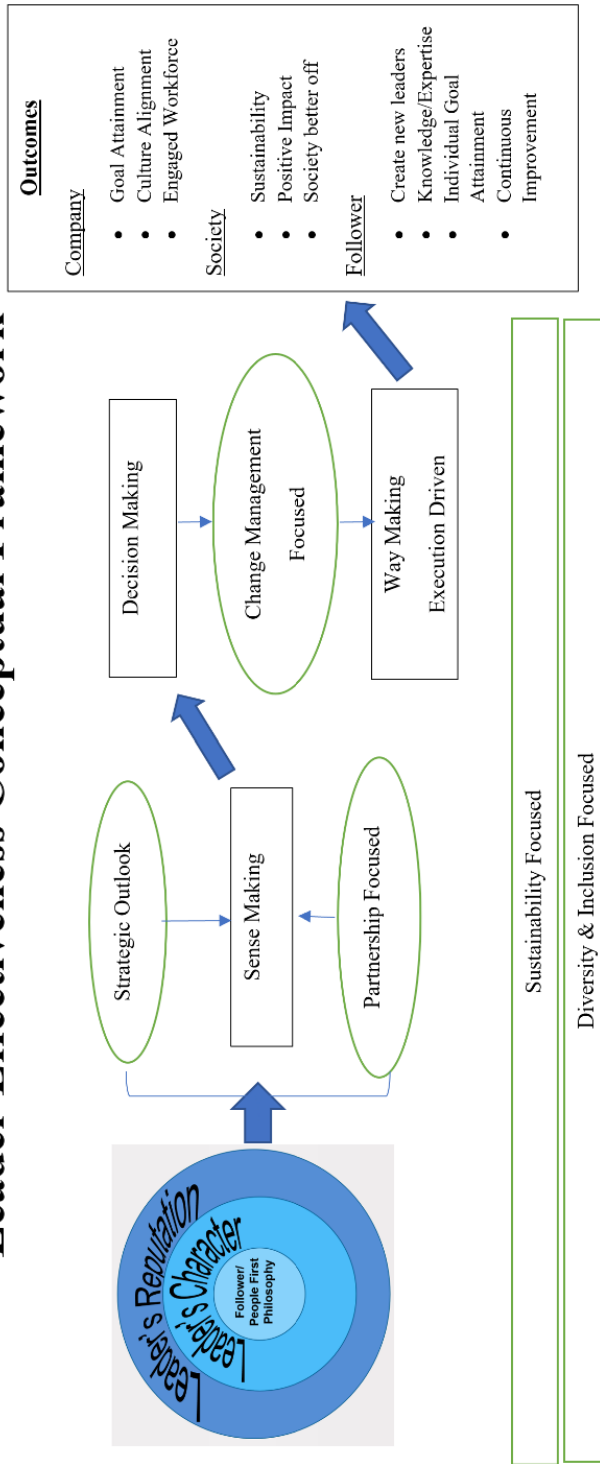 Leader Effectiveness Conceptual Framework
Leader's Reputation
Leader's Character
Follower/
People First
Philosophy
Strategic Outlook
Sense Making
Partnership Focused
Decision Making
Change Management
Focused
Way Making
Execution Driven
Outcomes
Company
• Goal Attainment
• Culture Alignment
• Engaged Workforce
Society
• Sustainability
• Positive Impact
• Society better off
Follower
• Create new leaders
• Knowledge/Expertise
• Individual Goal
Attainment
• Continuous
Improvement
Sustainability Focused
Diversity & Inclusion Focused